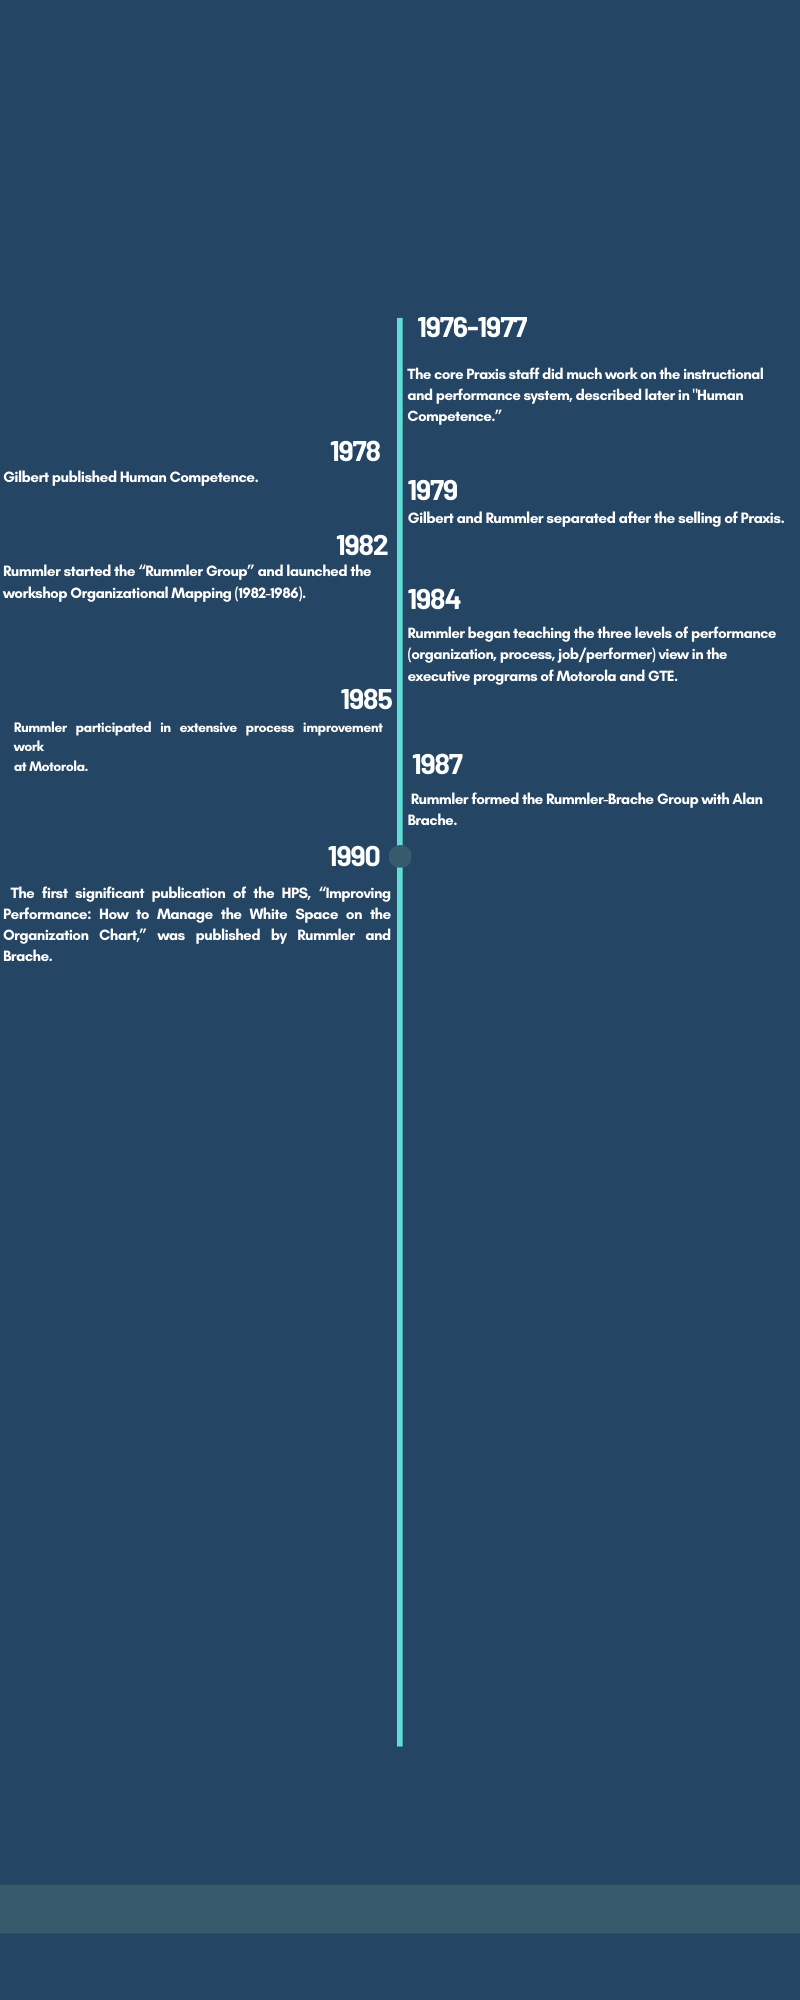 1976-1977
The core Praxis staff did much work on the instructional
and performance system, described later in "Human
Competence.”
1978
Gilbert published Human Competence.
1979
Gilbert and Rummler separated after the selling of Praxis.
1982
Rummler started the “Rummler Group” and launched the
workshop Organizational Mapping (1982-1986).
1984
Rummler began teaching the three levels of performance
(organization, process, job/performer) view in the
executive programs of Motorola and GTE.
1985
Rummler participated in extensive process improvement
work
at Motorola.
1987
Rummler formed the Rummler-Brache Group with Alan
Brache.
1990
The first significant publication of the HPS, “Improving
Performance: How to Manage the White Space on the
Organization Chart,” was published by Rummler and
Brache.